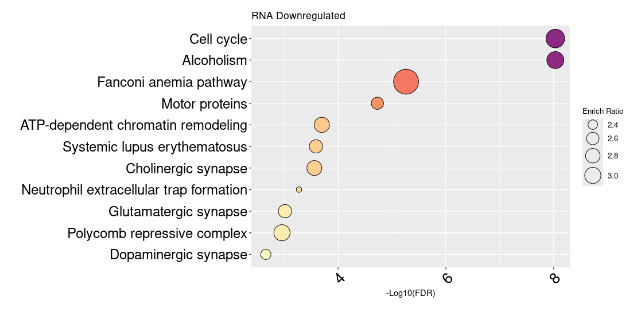 RNA Downregulated
Cell cycle
Alcoholism
Fanconi anemia pathway
Motor proteins
ATP-dependent chromatin remodeling
Systemic lupus erythematosus
Cholinergic synapse
Neutrophil extracellular trap formation
Glutamatergic synapse
Polycomb repressive complex
Dopaminergic synapse
4
6
8
-Log10(FDR)
Enrich Ratio
2.4
2.6
2.8
3.0